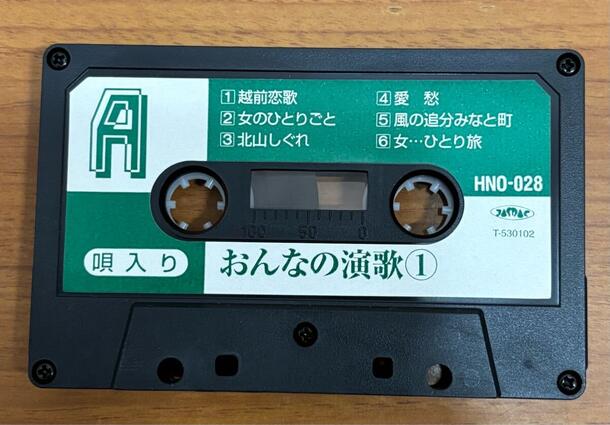 A
1 越前恋歌
2 女のひとりごと
3 北山しぐれ
4 愛 愁
5 風の追分みなと町
6 女…ひとり旅
HNO-028
JASRAC
T-530102
100 50 0
唄入り
おんなの演歌①